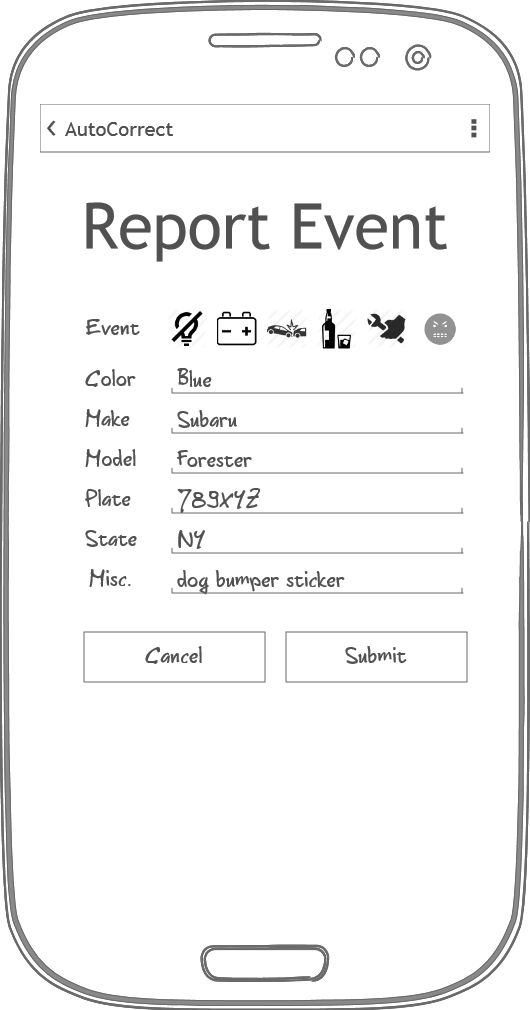 AutoCorrect
Report Event
Event
Color Blue
Make Subaru
Model Forester
Plate 789XYZ
State NY
Misc. dog bumper sticker
Cancel Submit